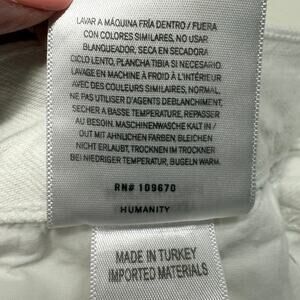 LAVAR A MÁQUINA FRÍA DENTRO / FUERA
CON COLORES SIMILARES, NO USAR
BLANQUEADOR, SECA EN SECADORA
CICLO LENTO, PLANCHA TIBIA SI NECESARIO.
LAVAGE EN MACHINE À FROID À L'INTÉRIEUR
AVEC DES COULEURS SIMILAIRES, NORMAL,
NE PAS UTILISER D'AGENTS DEBLANCHIMENT,
SECHER A BASSE TEMPERATURE, REPASSER
AU BESOIN. MASCHINENWASCHE KALT IN /
OUT MIT AHNLICHEN FARBEN, BLEICHEN
NICHT ERLAUBT, TROCKNEN IM TROCKNER
BEI NIEDRIGER TEMPERATUR, BUGELN WARM.
RN# 109670
HUMANITY
MADE IN TURKEY
IMPORTED MATERIALS